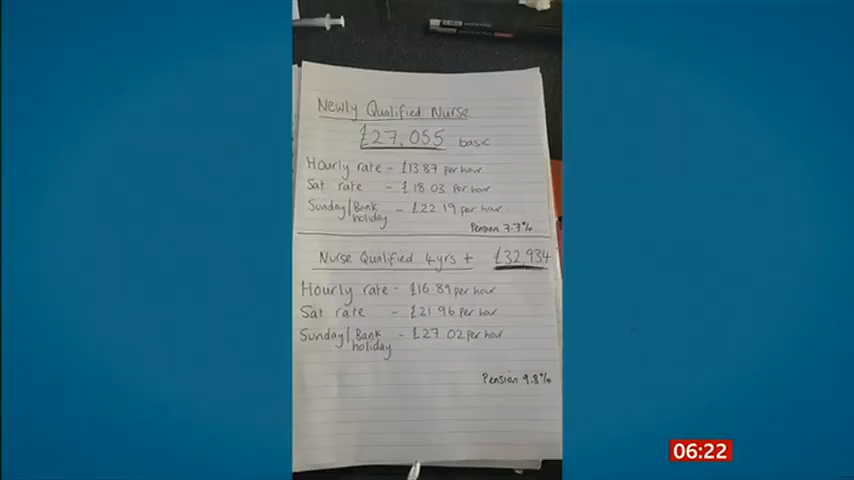 Newly Qualified Nurse
£27,055 basic
Hourly rate - £13.87 per hour
Sat rate - £18.03 Per hour
Sunday/Bank holiday - £22.19 per hour.
Pension 7.7%
Nurse Qualified 4yrs + £32,934
Hourly rate - £16.89 per hour
Sat rate - £21.96 per hour
Sunday/Bank holiday - £27.02 per hour
Pension 9.8%
06:22